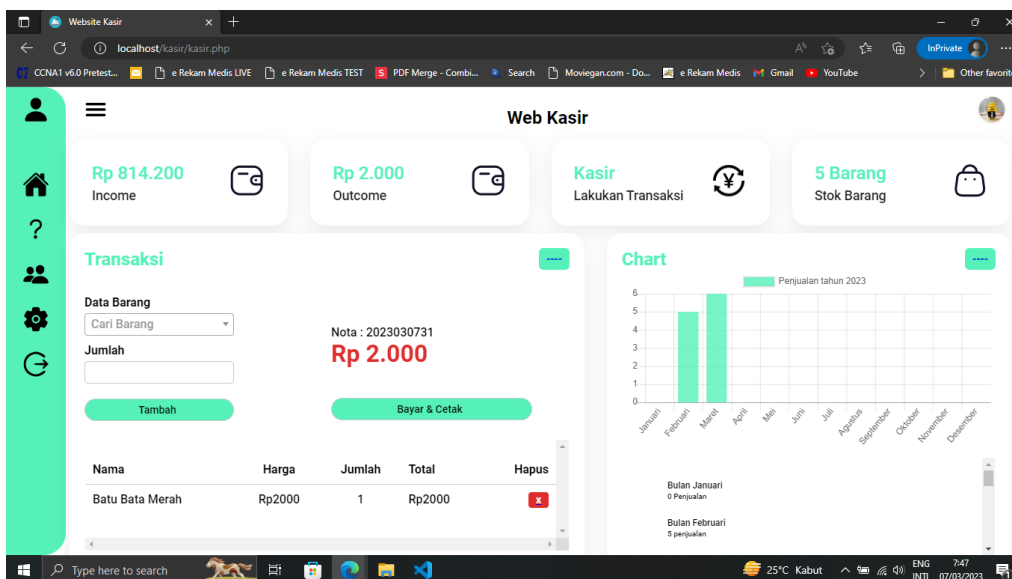 Website Kasir
localhost/kasir/kasir.php
InPrivate
CCNA1 v6.0 Pretest...
e Rekam Medis LIVE
e Rekam Medis TEST
S
PDF Merge - Combi...
Search
Moviegan.com - Do...
e Rekam Medis
Gmail
YouTube
Other favorit
Web Kasir
Rp 814.200
Income
Rp 2.000
Outcome
Kasir
Lakukan Transaksi
5 Barang
Stok Barang
Transaksi
----
Data Barang
Cari Barang
Jumlah
Tambah
Nota : 2023030731
Rp 2.000
Bayar & Cetak
Nama Harga Jumlah Total Hapus
Batu Bata Merah Rp2000 1 Rp2000 x
Chart
----
Penjualan tahun 2023
6
5
4
3
2
1
0
Januari Februari Maret April Mei Juni Juli Agustus September Oktober November Desember
Bulan Januari
0 Penjualan
Bulan Februari
5 penjualan
Type here to search
25°C Kabut
ENG
INTL
7:47
07/03/2023